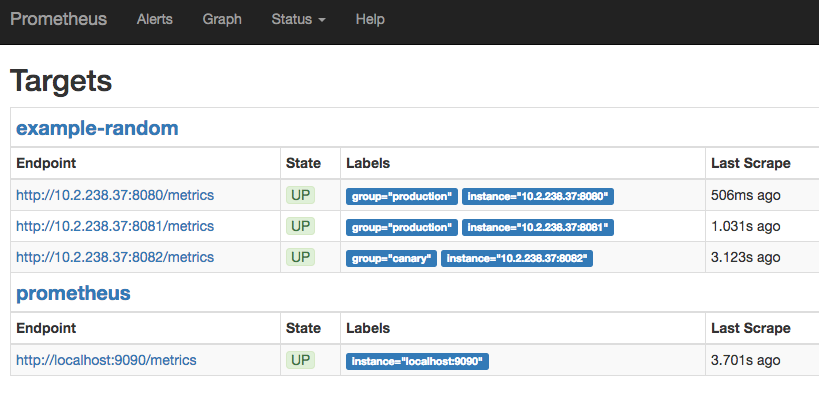 Prometheus Alerts Graph Status Help
Targets
example-random
Endpoint State Labels Last Scrape
http://10.2.238.37:8080/metrics UP group="production" instance="10.2.238.37:8080" 506ms ago
http://10.2.238.37:8081/metrics UP group="production" instance="10.2.238.37:8081" 1.031s ago
http://10.2.238.37:8082/metrics UP group="canary" instance="10.2.238.37:8082" 3.123s ago
prometheus
Endpoint State Labels Last Scrape
http://localhost:9090/metrics UP instance="localhost:9090" 3.701s ago